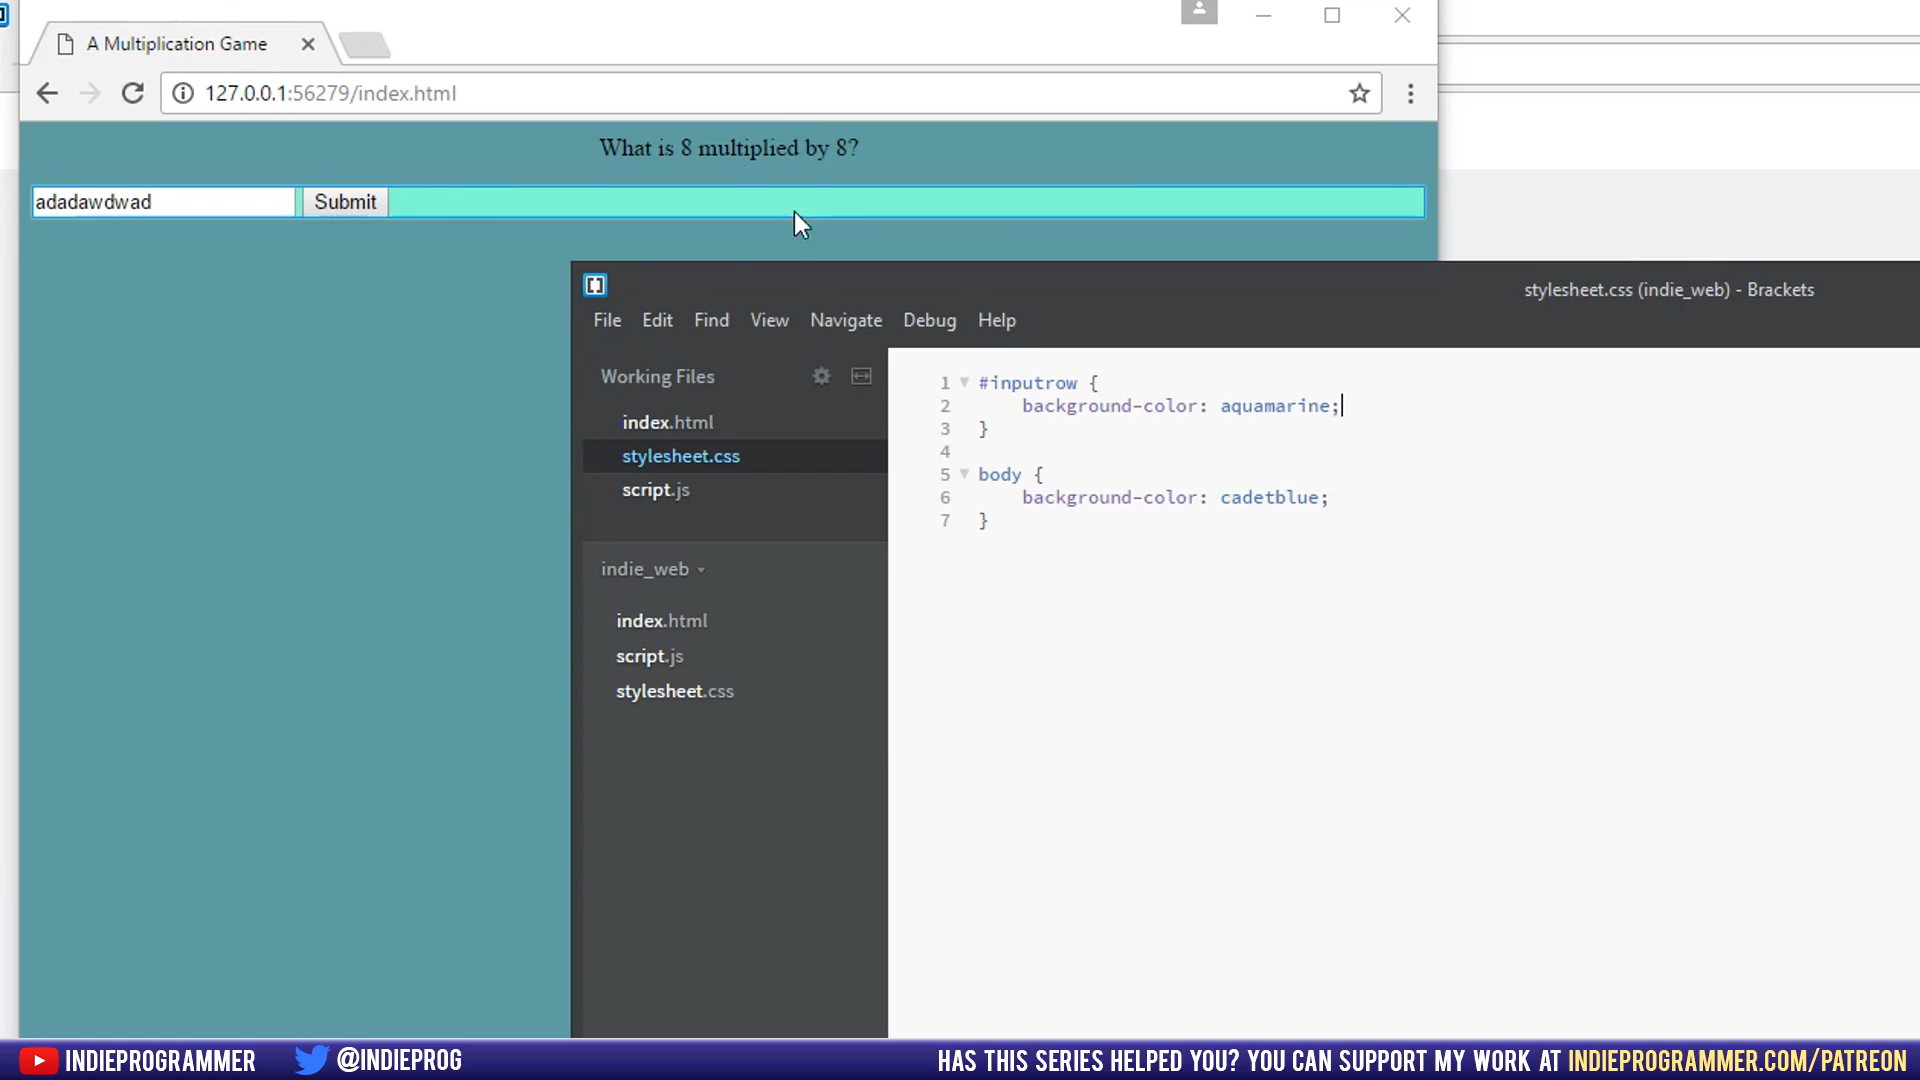 A Multiplication Game
127.0.0.1:56279/index.html
What is 8 multiplied by 8?
adadawdwad Submit
stylesheet.css (indie_web) - Brackets
File Edit Find View Navigate Debug Help
Working Files
index.html
stylesheet.css
script.js
indie_web
index.html
script.js
stylesheet.css
1 #inputrow {
2 background-color: aquamarine;
3 }
4
5 body {
6 background-color: cadetblue;
7 }
INDIEPROGRAMMER @INDIEPROG HAS THIS SERIES HELPED YOU? YOU CAN SUPPORT MY WORK AT INDIEPROGRAMMER.COM/PATREON